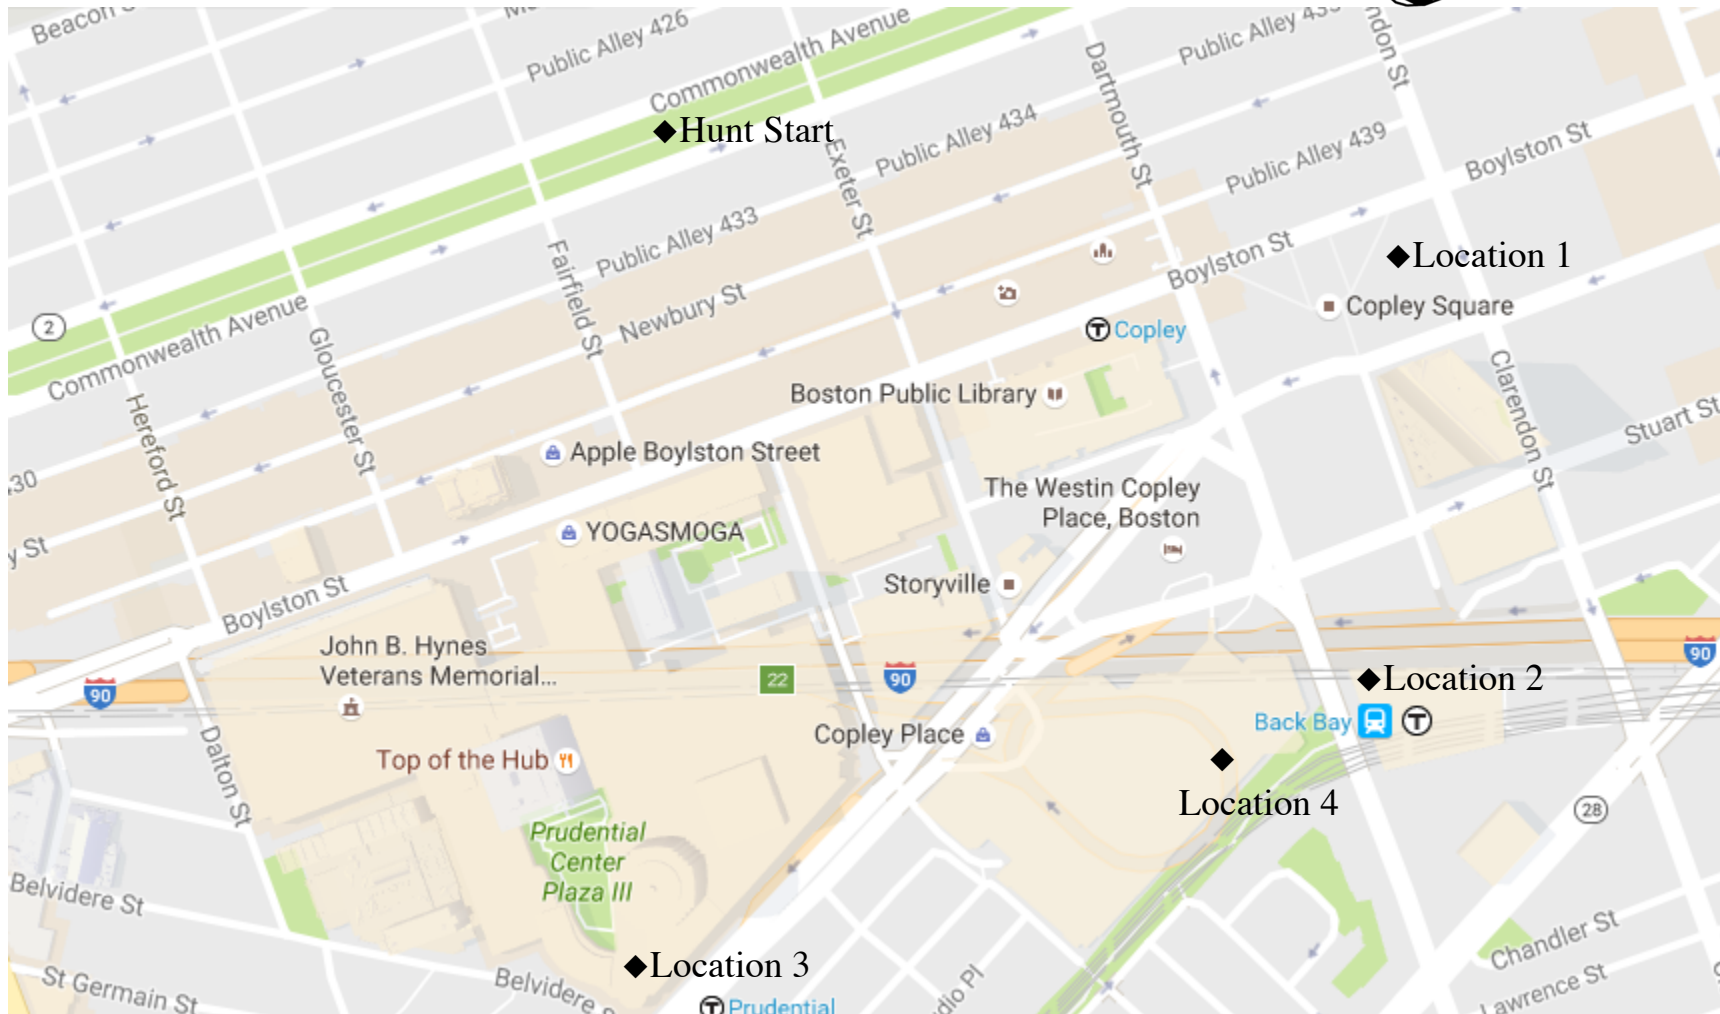 Public Alley 426
Commonwealth Avenue
Hunt Start
Dartmouth St
Public Alley 434
Exeter St
Public Alley 439
Boylston St
2
Commonwealth Avenue
Public Alley 433
Fairfield St
Newbury St
Boylston St
Location 1
Copley Square
Copley
Gloucester St
Hereford St
Boston Public Library
Clarendon St
Stuart St
Apple Boylston Street
The Westin Copley
Place, Boston
YOGASMOGA
Storyville
Boylston St
John B. Hynes
Veterans Memorial...
90
22
90
90
Location 2
Back Bay
T
Copley Place
Dalton St
Top of the Hub
Location 4
28
Prudential
Center
Plaza III
Belvidere St
Location 3
St Germain St
Belvidere
T
Prudential
Chandler St
Lawrence St